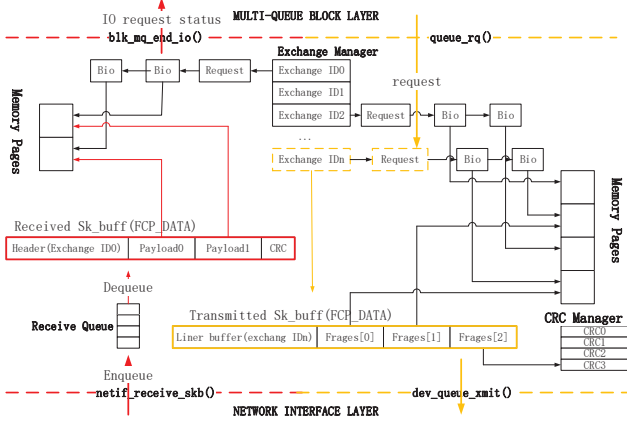 IO request status
MULTI-QUEUE BLOCK LAYER
blk_mq_end_io()
queue_rq()
Exchange Manager
Bio
Bio
Request
Exchange ID0
request
Exchange ID1
Memory Pages
Exchange ID2
Request
Bio
Bio
...
Exchange IDn
Request
Bio
Bio
Memory Pages
Received Sk_buff(FCP_DATA)
Header(Exchange ID0)
Payload0
Payload1
CRC
Dequeue
Receive Queue
Transmitted Sk_buff(FCP_DATA)
Liner buffer(exchang IDn)
Frages[0]
Frages[1]
Frages[2]
CRC Manager
CRC0
CRC1
CRC2
CRC3
Enqueue
netif_receive_skb()
dev_queue_xmit()
NETWORK INTERFACE LAYER